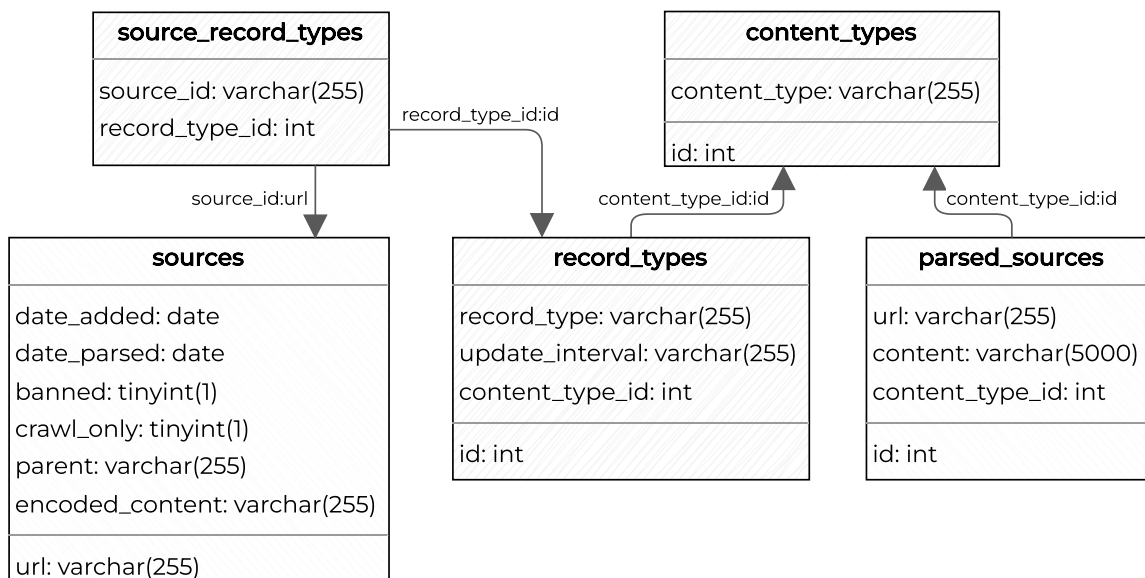 source_record_types
source_id: varchar(255)
record_type_id: int
content_types
content_type: varchar(255)
id: int
record_type_id:id
source_id:url
content_type_id:id
content_type_id:id
sources
date_added: date
date_parsed: date
banned: tinyint(1)
crawl_only: tinyint(1)
parent: varchar(255)
encoded_content: varchar(255)
url: varchar(255)
record_types
record_type: varchar(255)
update_interval: varchar(255)
content_type_id: int
id: int
parsed_sources
url: varchar(255)
content: varchar(5000)
content_type_id: int
id: int